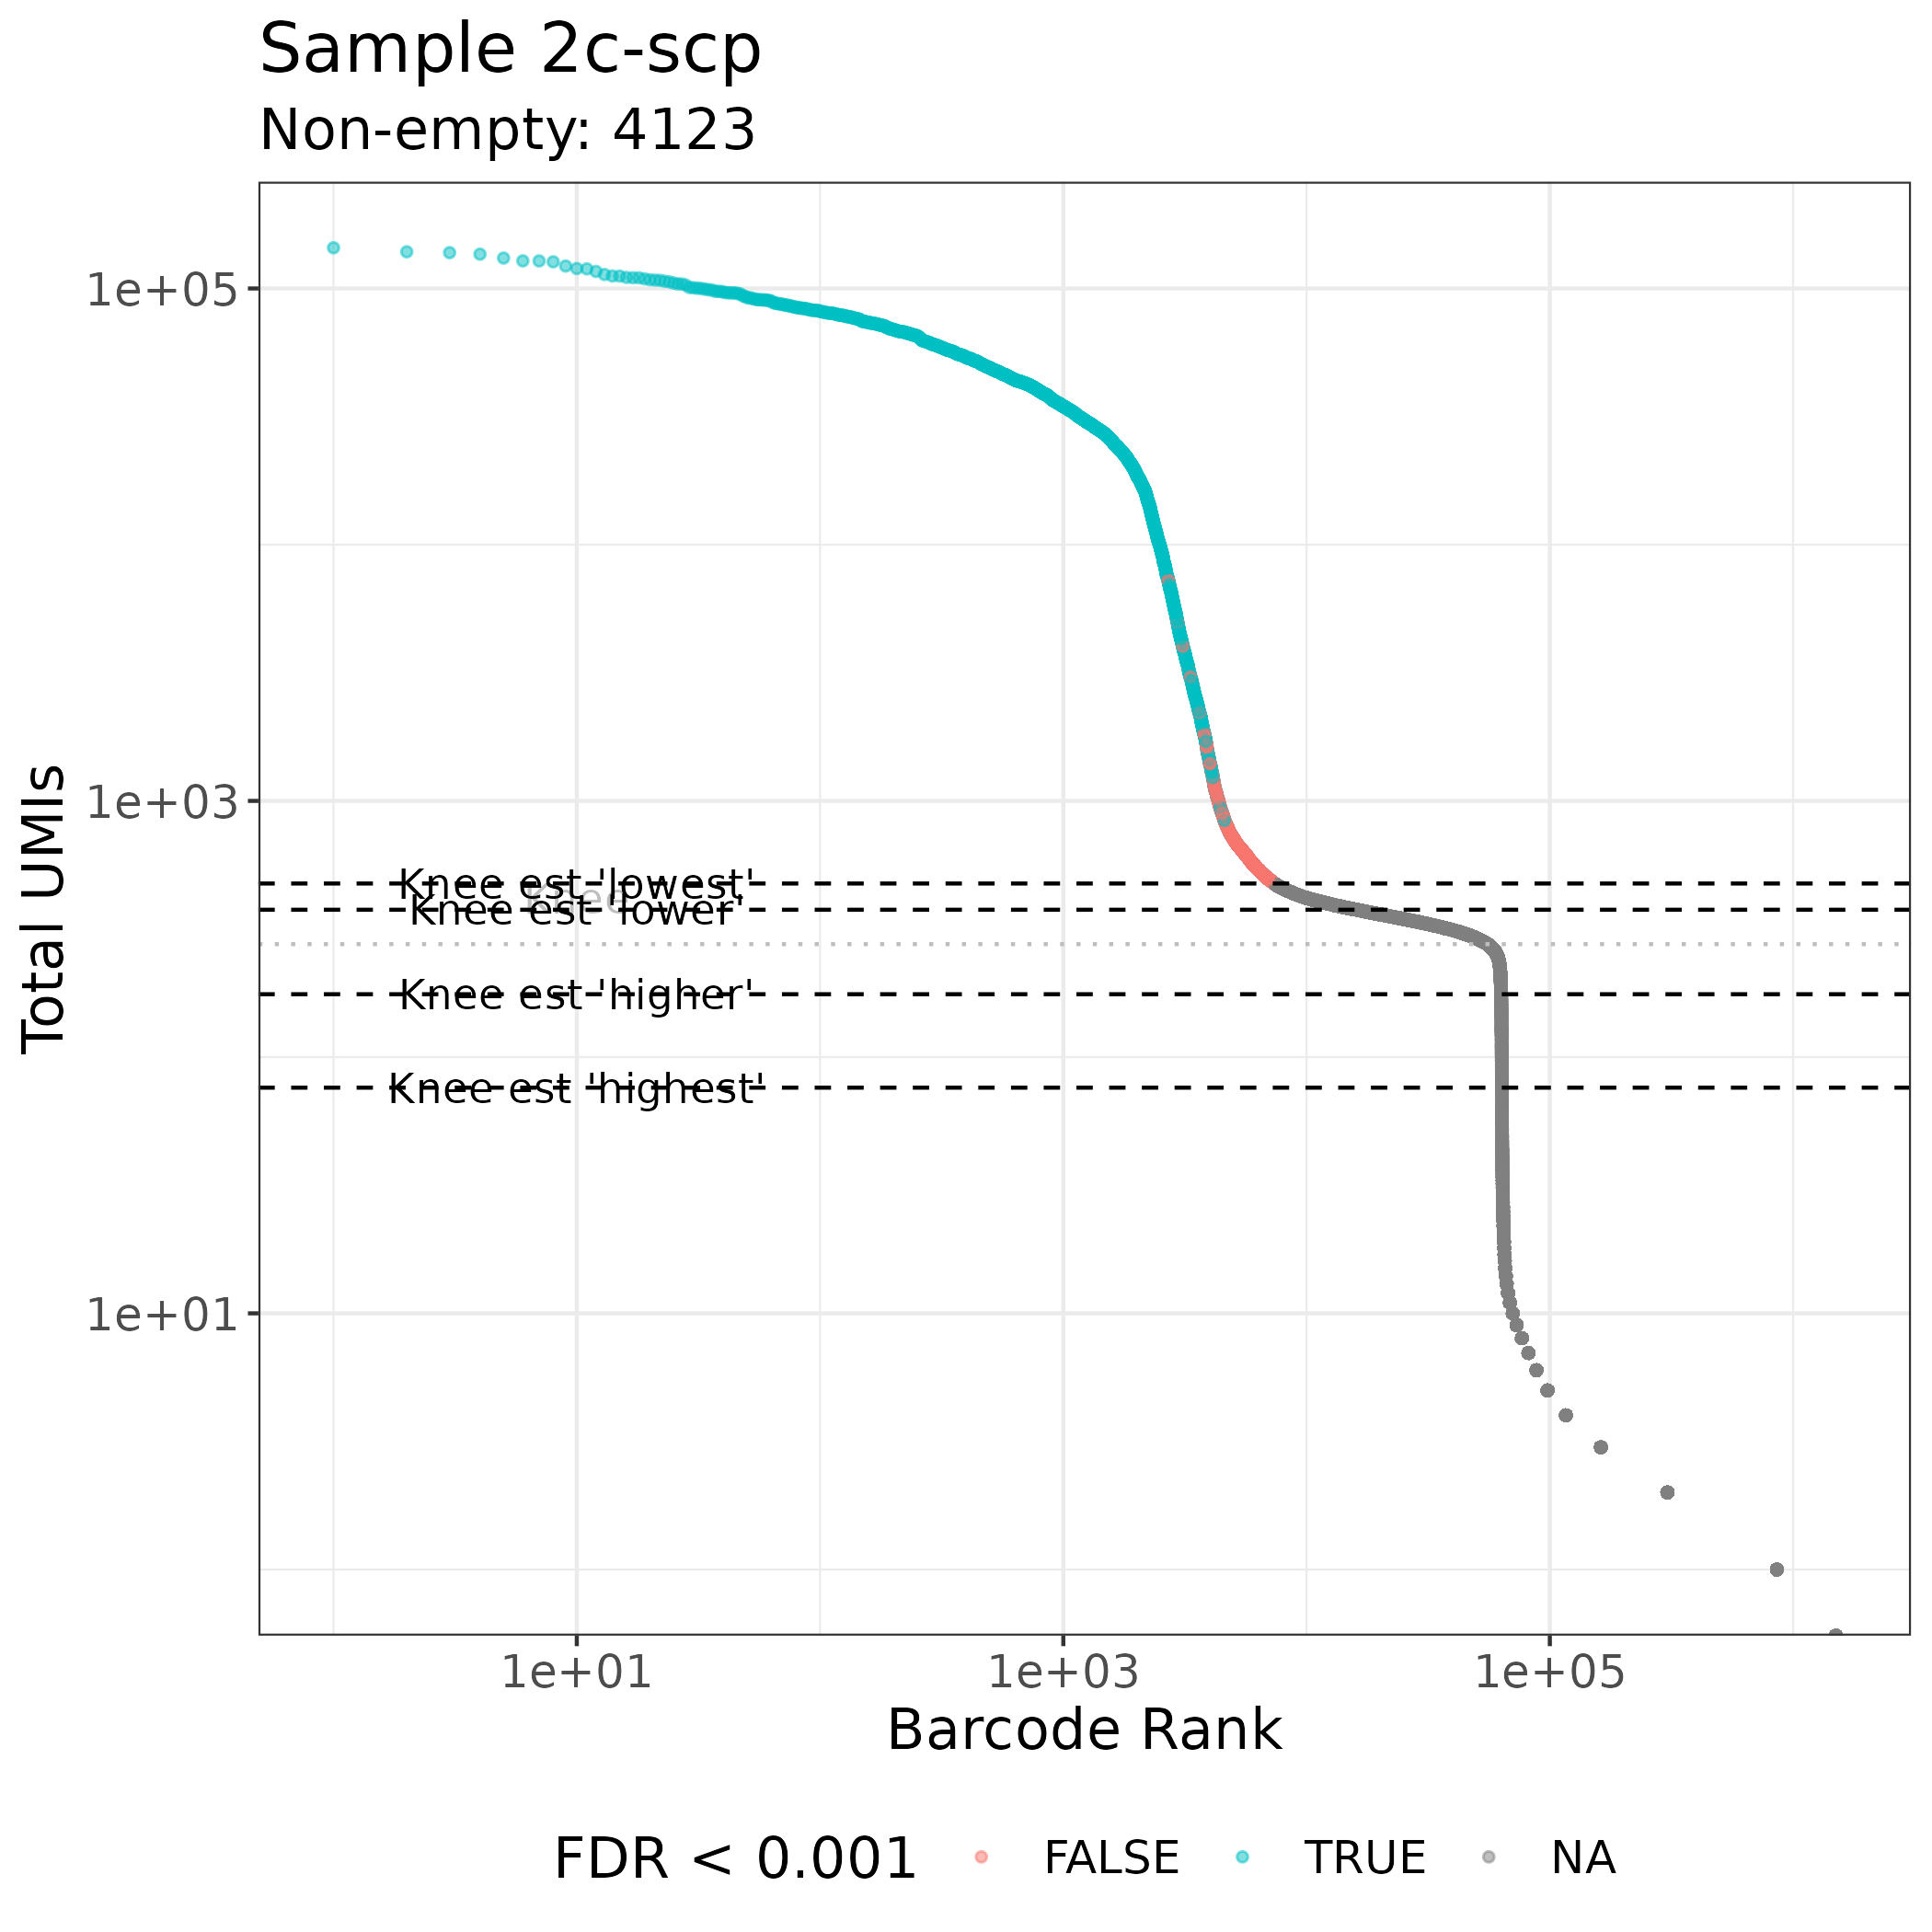 Sample 2c-scp
Non-empty: 4123
1e+05
1e+03
1e+01
Total UMIs
Knee est 'lowest'
Knee
Knee est 'lower'
Knee est 'higher'
Knee est 'highest'
1e+01 1e+03 1e+05
Barcode Rank
FDR < 0.001 FALSE TRUE NA